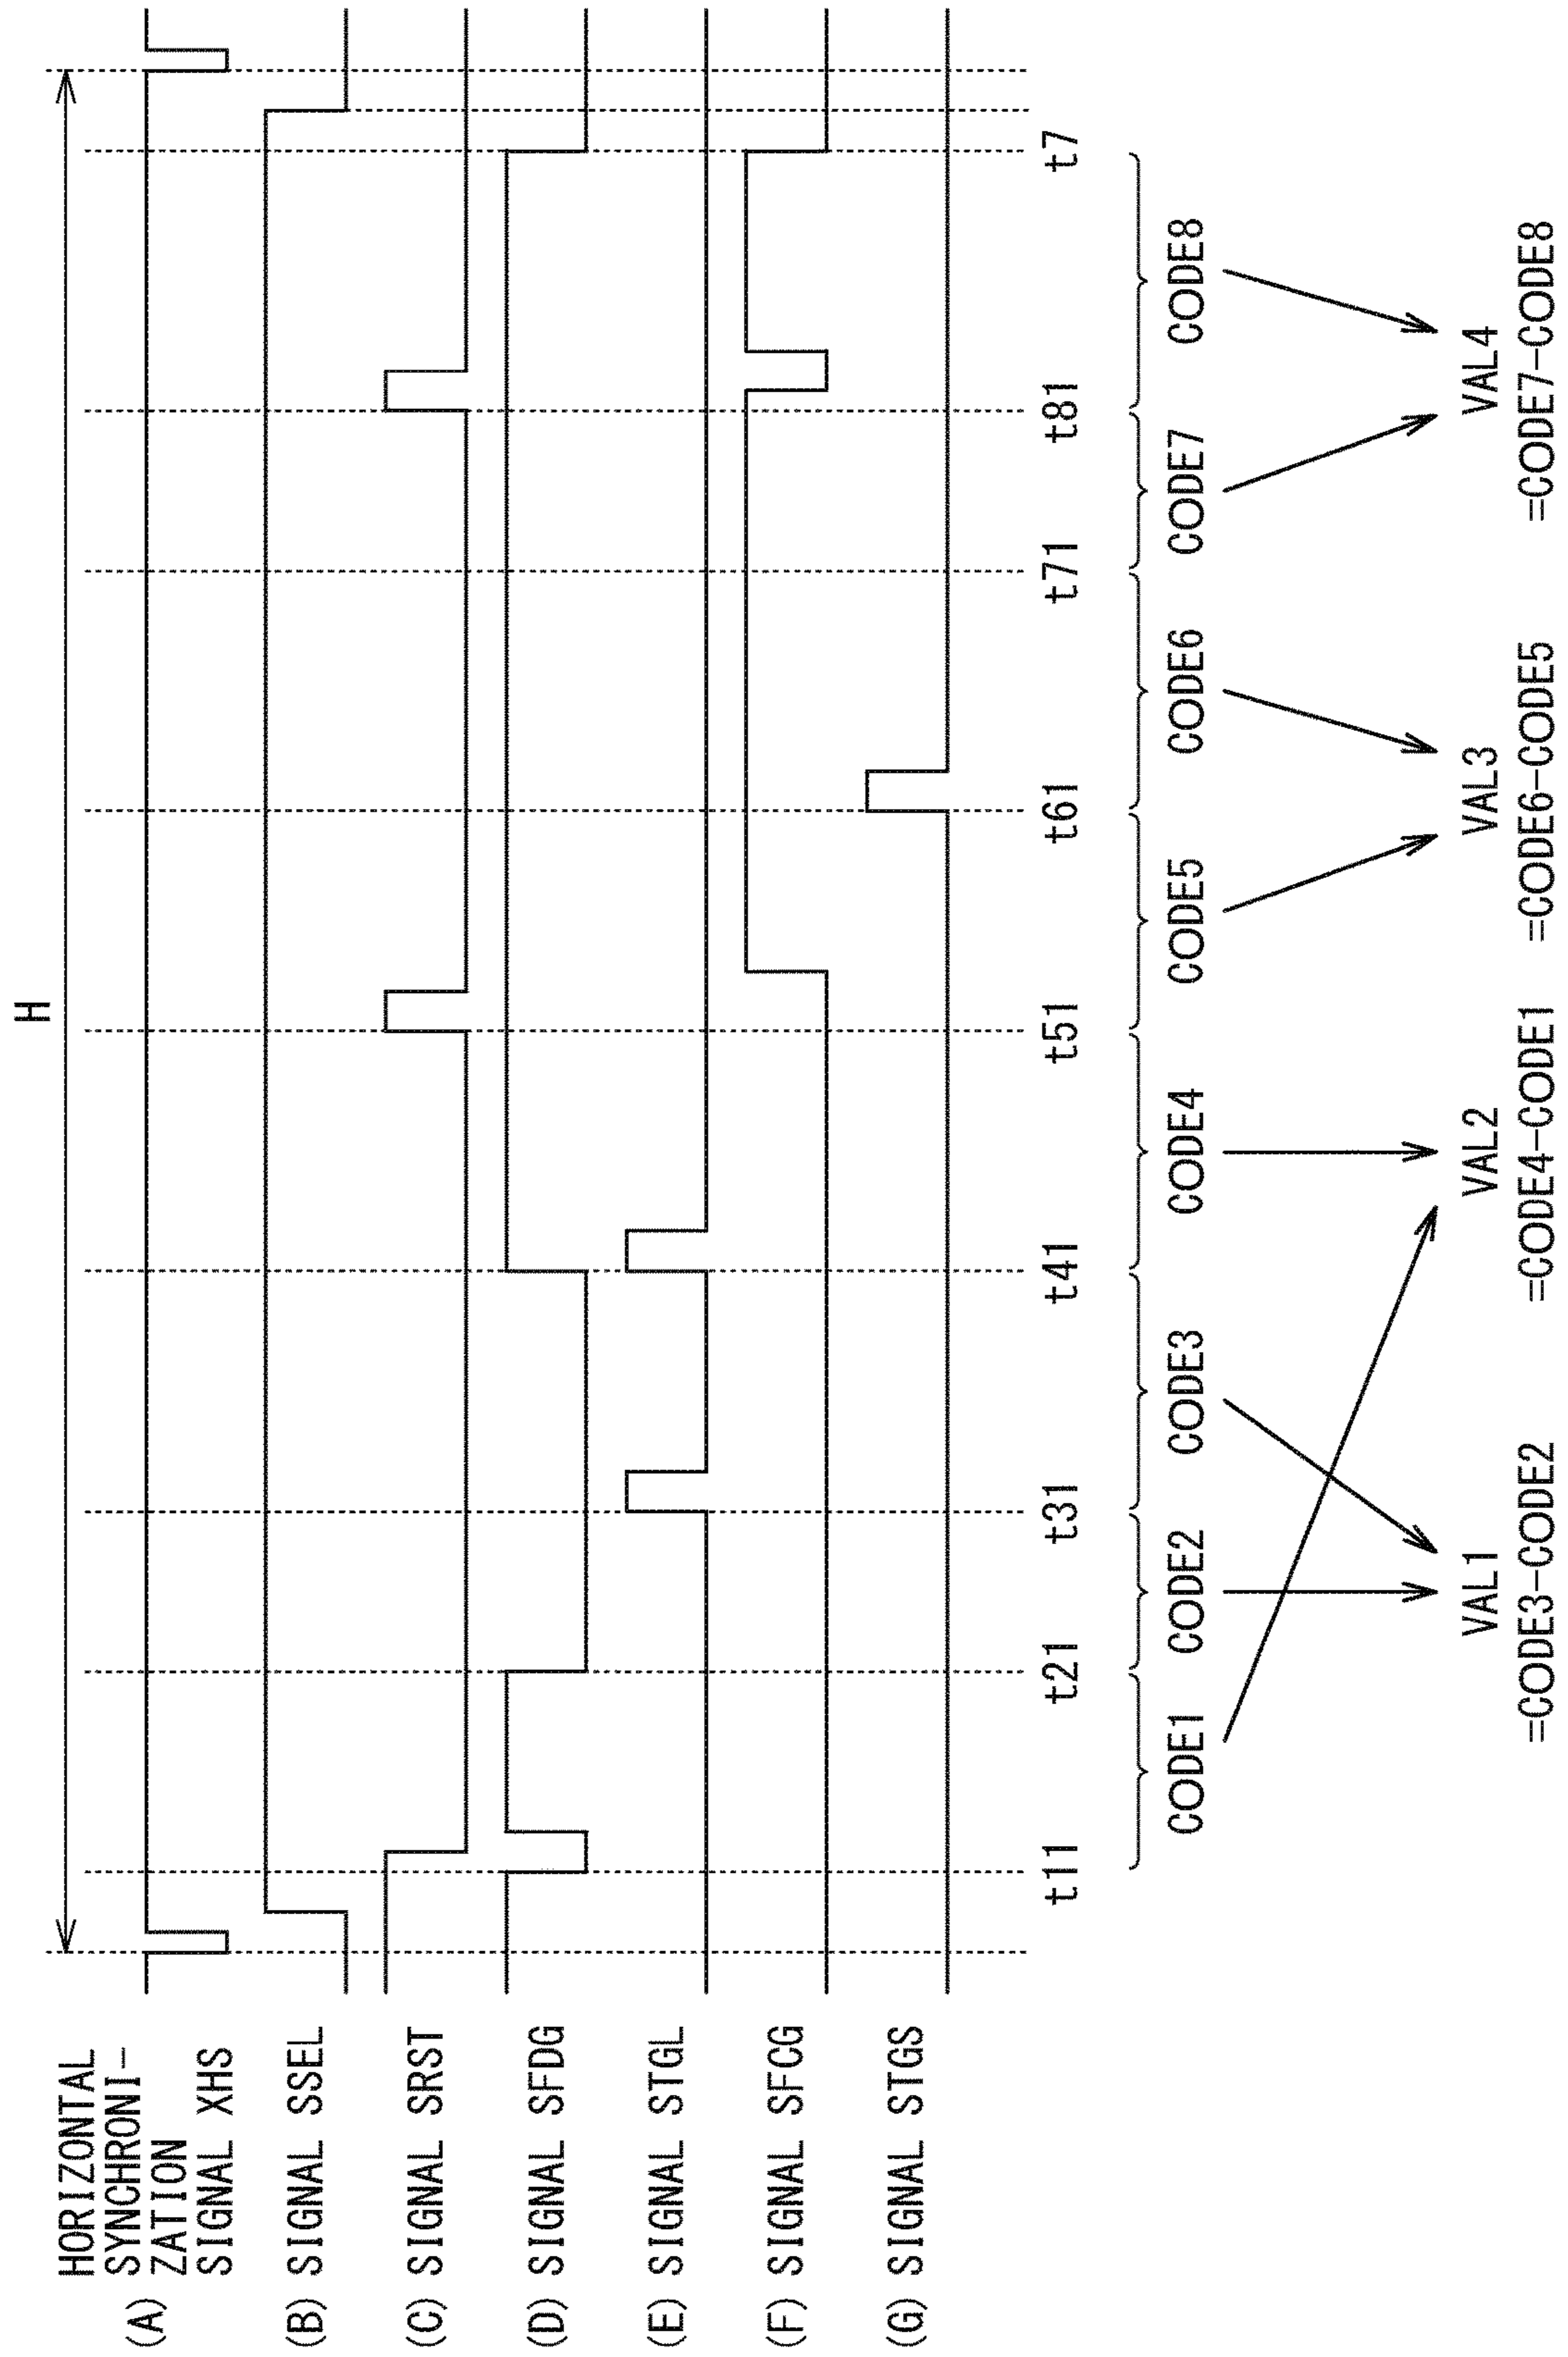 H
HORIZONTAL
SYNCHRONI-
ZATION
(A) SIGNAL XHS
(B) SIGNAL SSEL
(C) SIGNAL SRST
(D) SIGNAL SFDG
(E) SIGNAL STGL
(F) SIGNAL SFCG
(G) SIGNAL STGS
t11 t21 t31 t41 t51 t61 t71 t81 t7
CODE1 CODE2 CODE3 CODE4 CODE5 CODE6 CODE7 CODE8
VAL1 VAL2 VAL3 VAL4
=CODE3-CODE2 =CODE4-CODE1 =CODE6-CODE5 =CODE7-CODE8